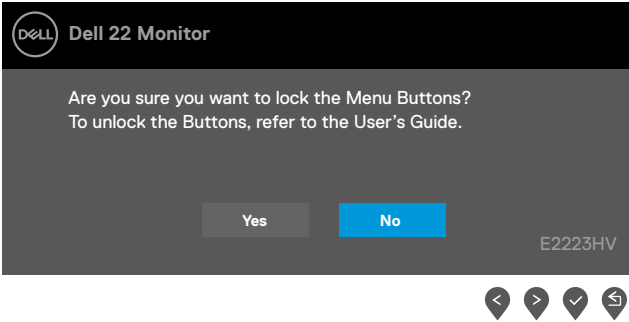 DELL
Dell 22 Monitor
Are you sure you want to lock the Menu Buttons?
To unlock the Buttons, refer to the User’s Guide.
Yes No
E2223HV